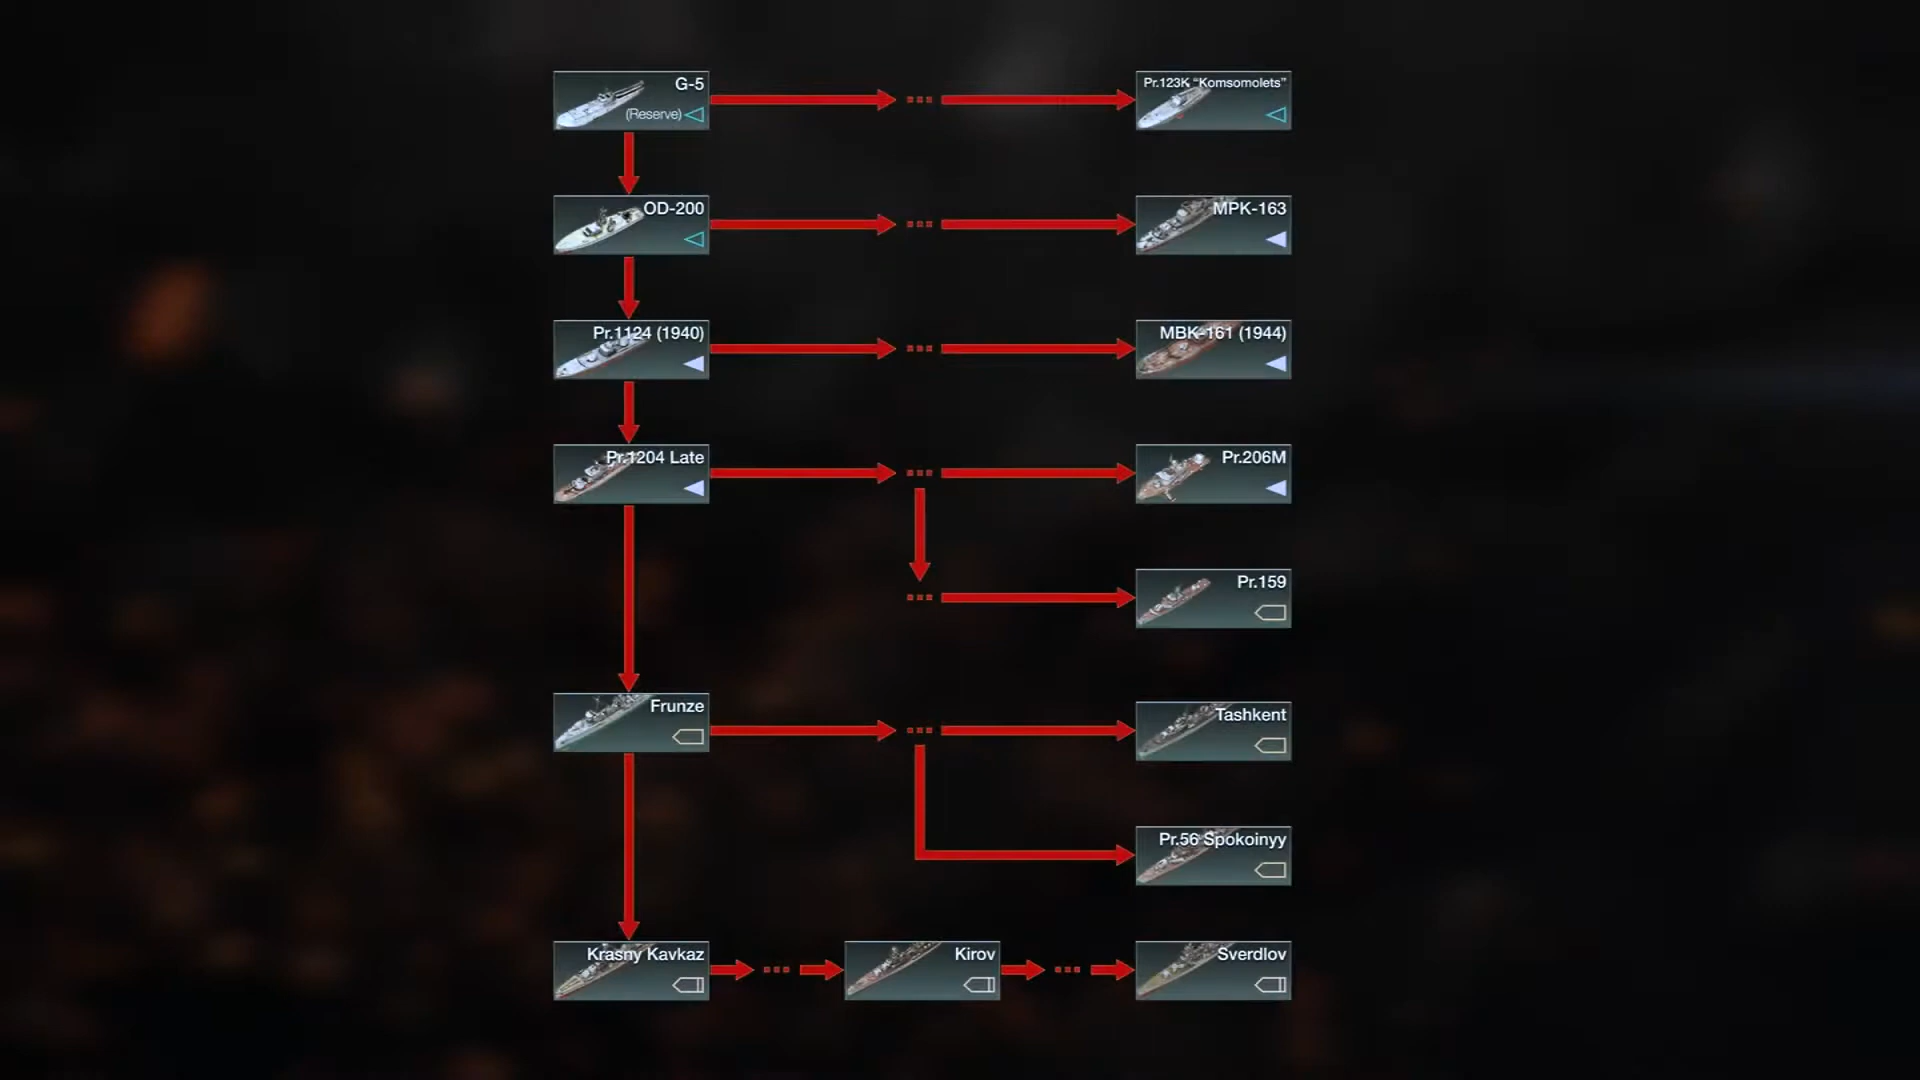 G-5
(Reserve)
Pr.123K “Komsomolets”
OD-200
MPK-163
Pr.1124 (1940)
MBK-161 (1944)
Pr.1204 Late
Pr.206M
Pr.159
Frunze
Tashkent
Pr.56 Spokoinyy
Krasny Kavkaz
Kirov
Sverdlov